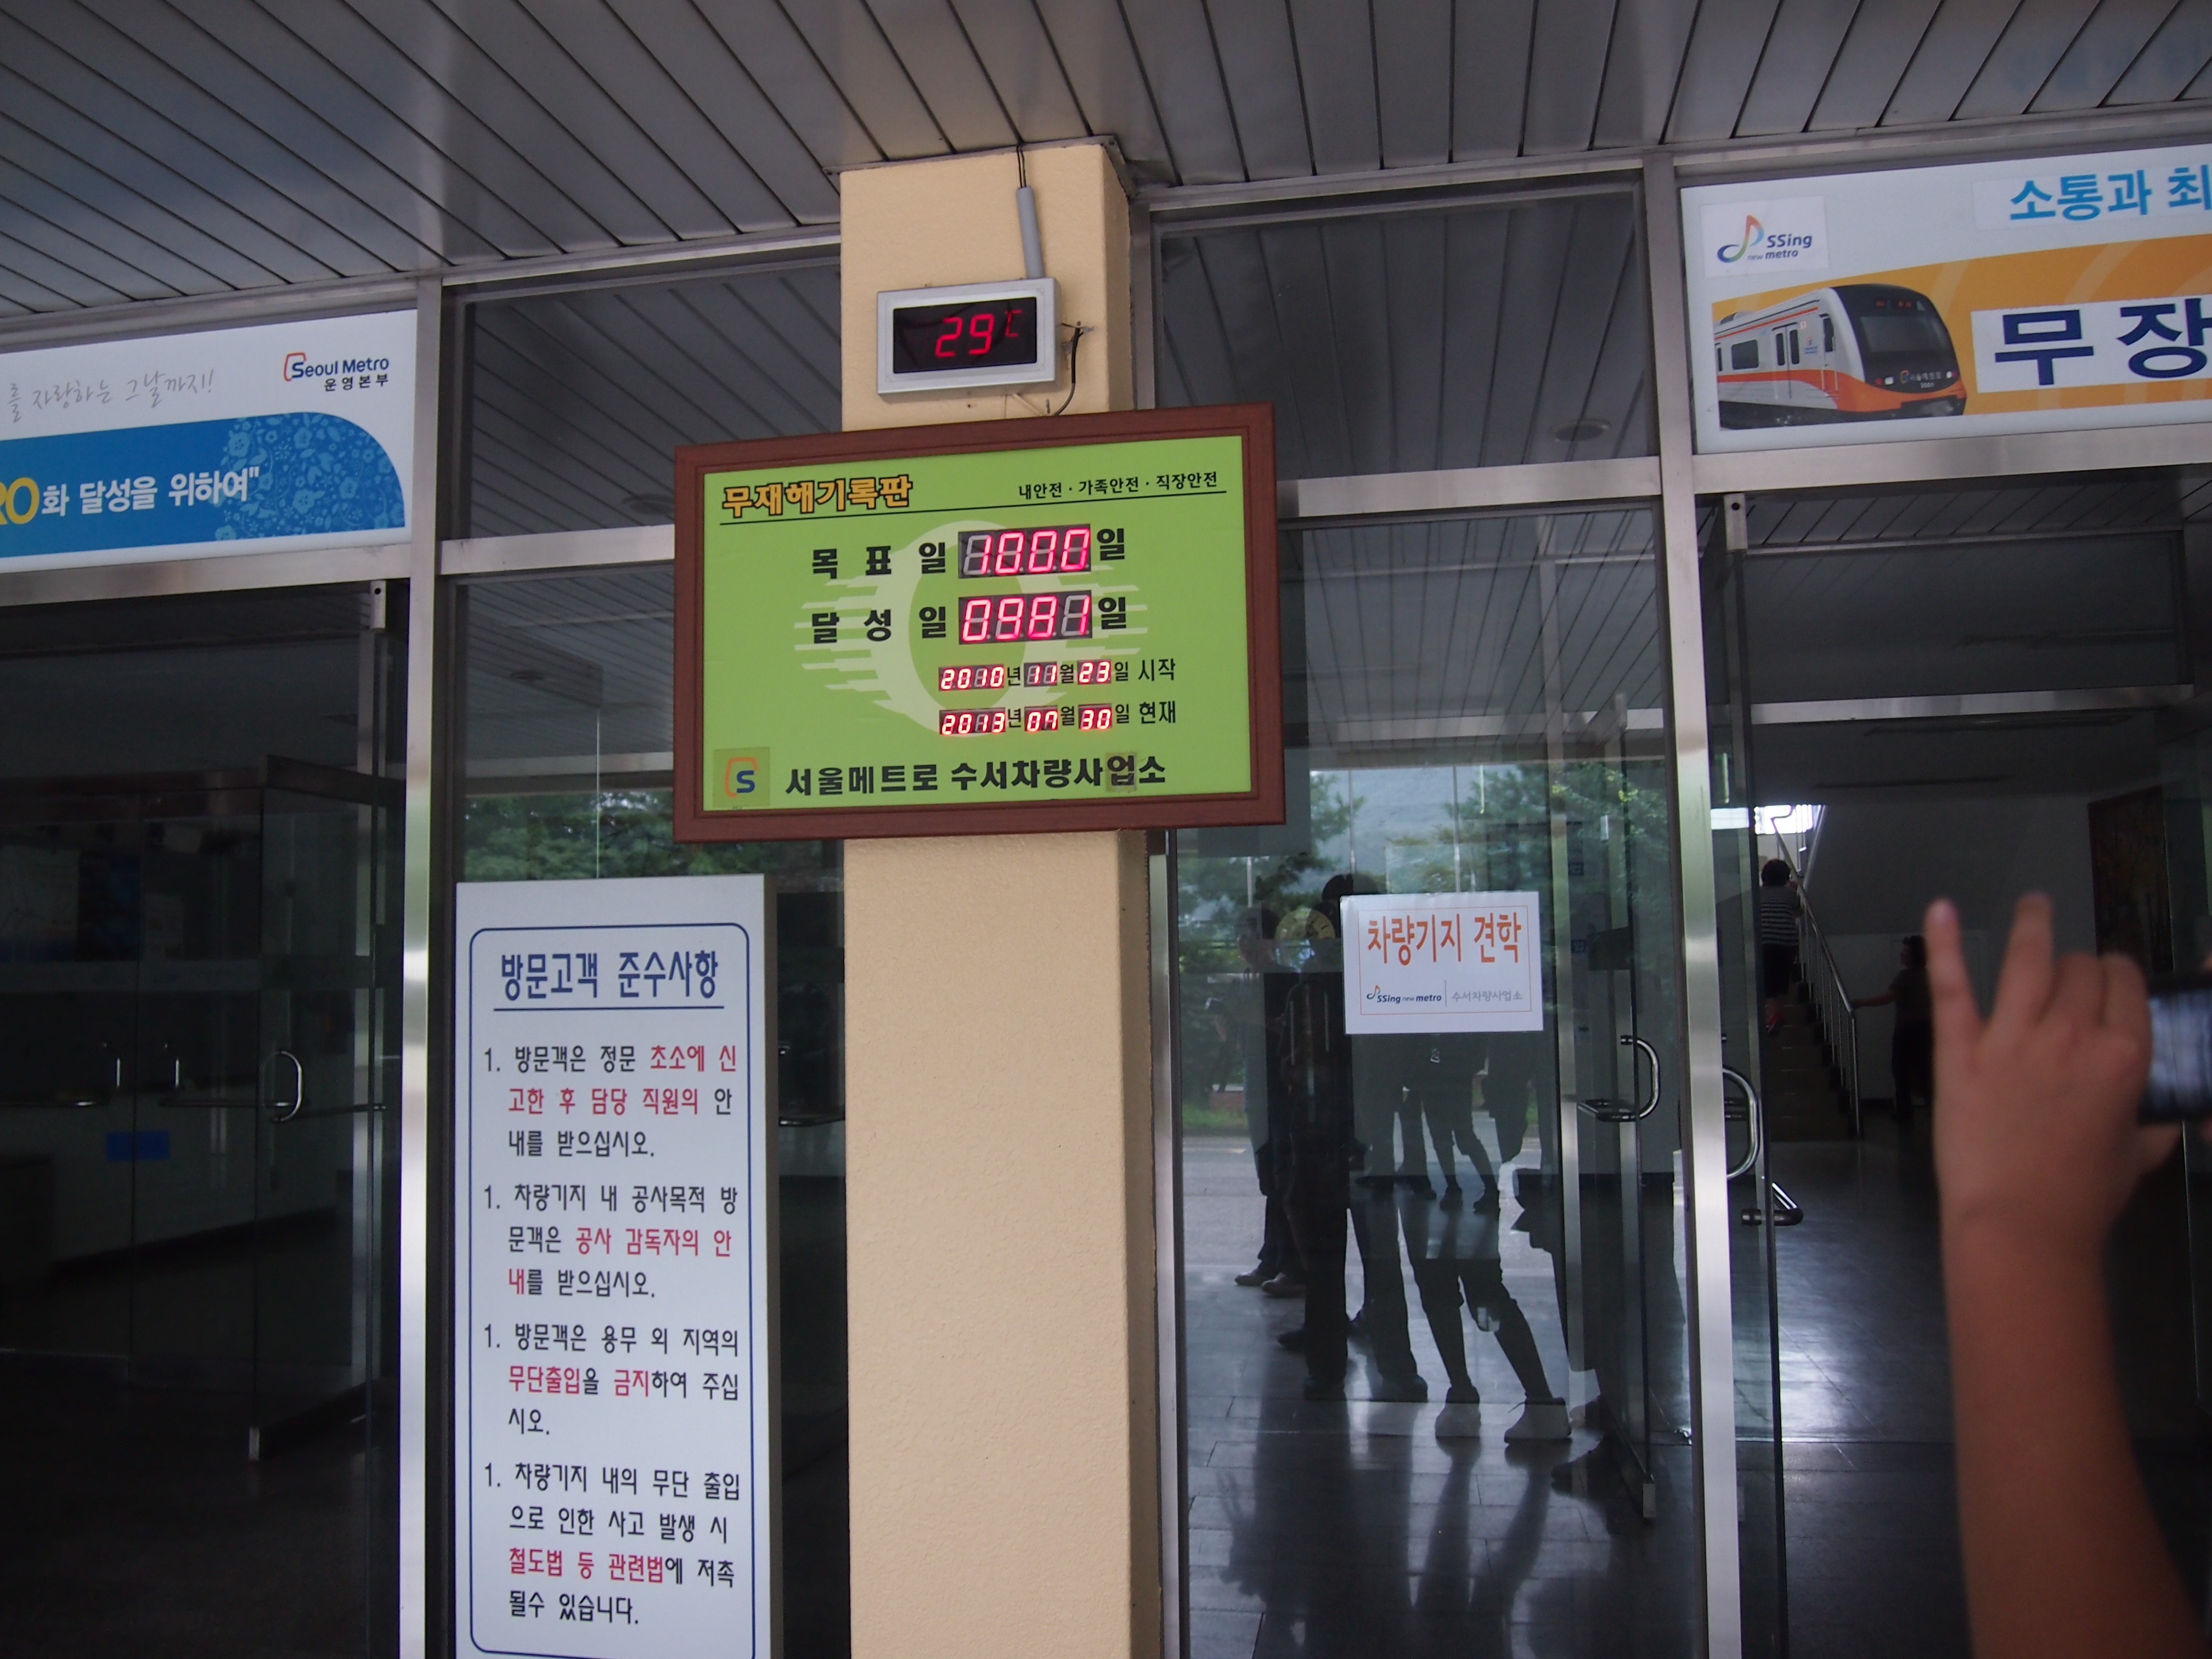 를 자랑하는 그날까지!
Seoul Metro
운영본부
RO화 달성을 위하여"
29℃
무재해기록판
내안전 · 가족안전 · 직장안전
목표일 1000일
달성일 0981일
2010년 11월 23일 시작
2013년 07월 30일 현재
서울메트로 수서차량사업소
SSing
new metro
소통과 최
무장
방문고객 준수사항
1. 방문객은 정문 초소에 신
고한 후 담당 직원의 안
내를 받으십시오.
1. 차량기지 내 공사목적 방
문객은 공사 감독자의 안
내를 받으십시오.
1. 방문객은 용무 외 지역의
무단출입을 금지하여 주십
시오.
1. 차량기지 내의 무단 출입
으로 인한 사고 발생 시
철도법 등 관련법에 저촉
될수 있습니다.
차량기지 견학
SSing new metro 수서차량사업소